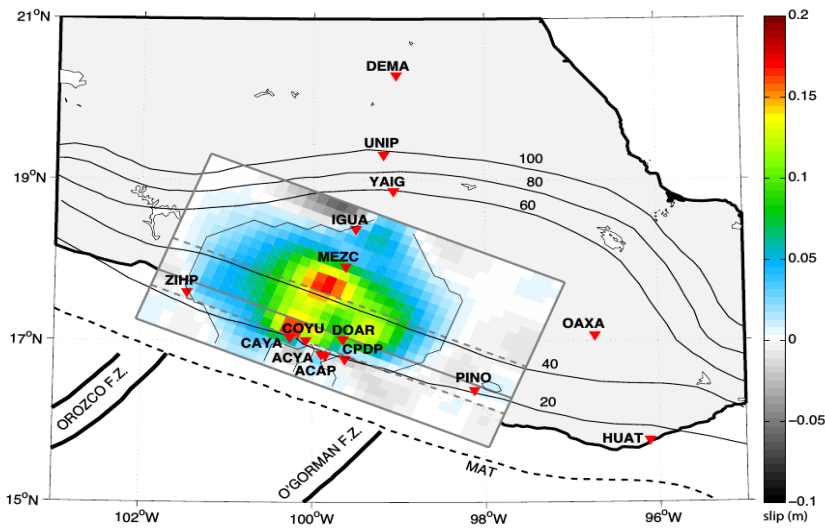 21°N
0.2
DEMA
0.15
UNIP
100
19°N
YAIG
80
0.1
60
IGUA
MEZC
0.05
ZIHP
OAXA
17°N
COYU
DOAR
0
CAYA
ACYA
CPDP
ACAP
40
PINO
20
−0.05
OROZCO F.Z.
HUAT
O'GORMAN F.Z.
MAT
15°N
−0.1
102°W
100°W
98°W
96°W
slip (m)